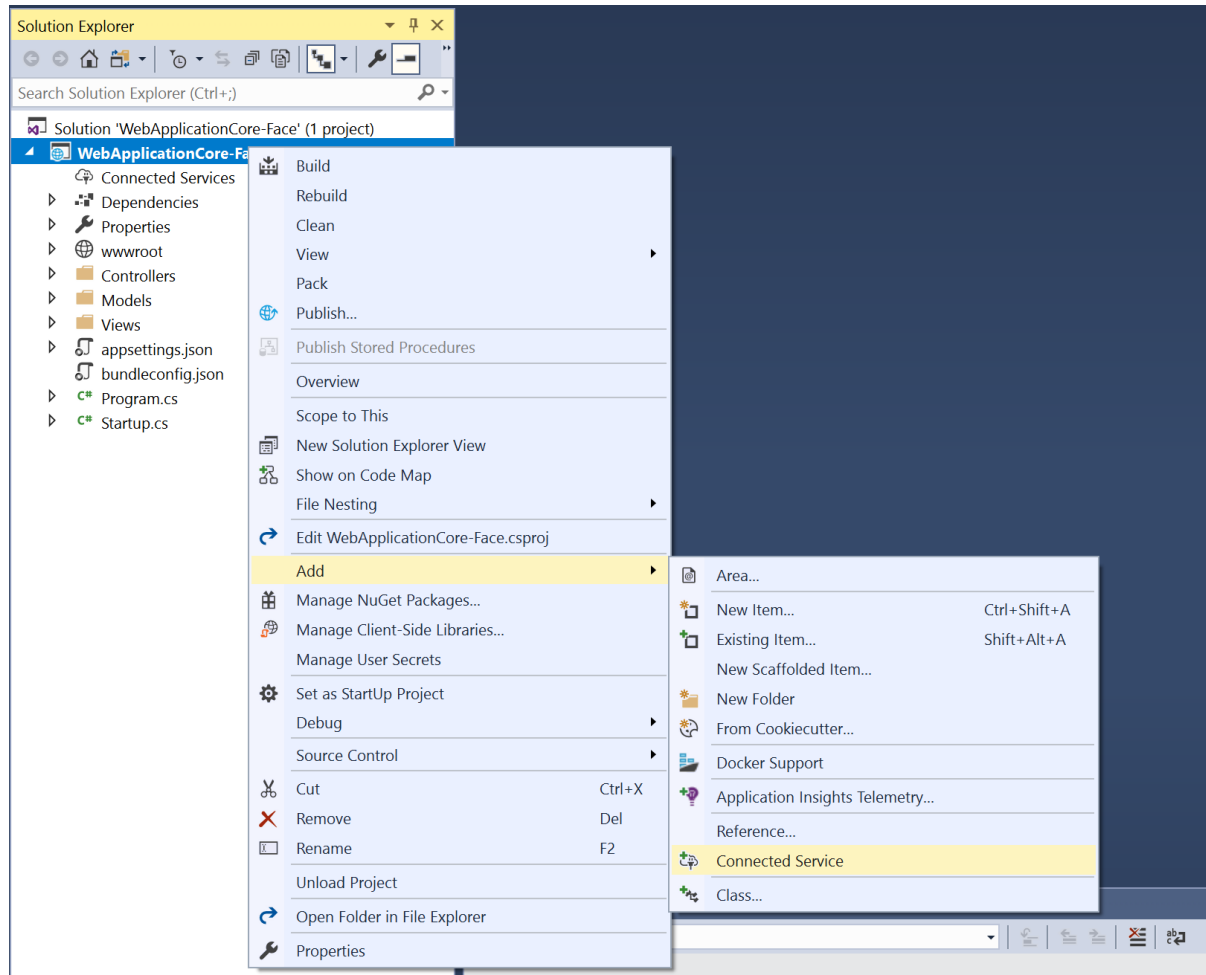 Solution Explorer
Search Solution Explorer (Ctrl+;)
Solution 'WebApplicationCore-Face' (1 project)
WebApplicationCore-Fa
Connected Services
Dependencies
Properties
wwwroot
Controllers
Models
Views
appsettings.json
bundleconfig.json
C# Program.cs
C# Startup.cs
Build
Rebuild
Clean
View
Pack
Publish...
Publish Stored Procedures
Overview
Scope to This
New Solution Explorer View
Show on Code Map
File Nesting
Edit WebApplicationCore-Face.csproj
Add
Manage NuGet Packages...
Manage Client-Side Libraries...
Manage User Secrets
Set as StartUp Project
Debug
Source Control
Cut Ctrl+X
Remove Del
Rename F2
Unload Project
Open Folder in File Explorer
Properties
Area...
New Item... Ctrl+Shift+A
Existing Item... Shift+Alt+A
New Scaffolded Item...
New Folder
From Cookiecutter...
Docker Support
Application Insights Telemetry...
Reference...
Connected Service
Class...